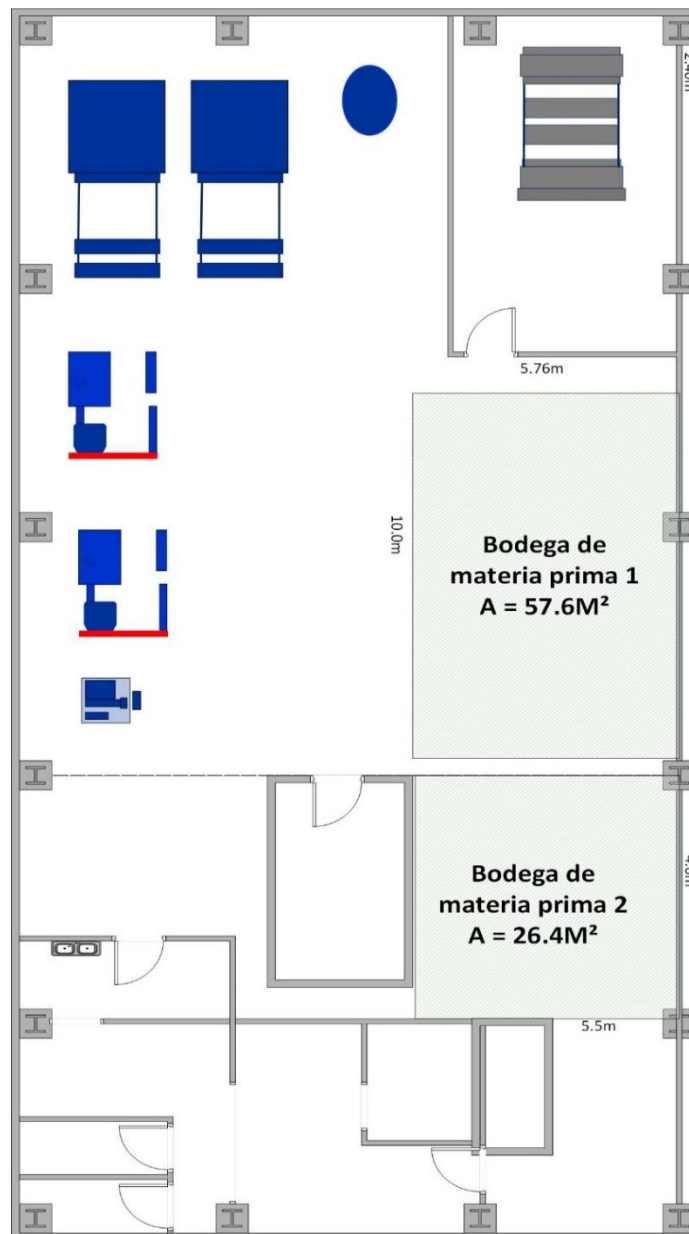 5.76m
10.0m
Bodega de
materia prima 1
A = 57.6M²
Bodega de
materia prima 2
A = 26.4M²
5.5m